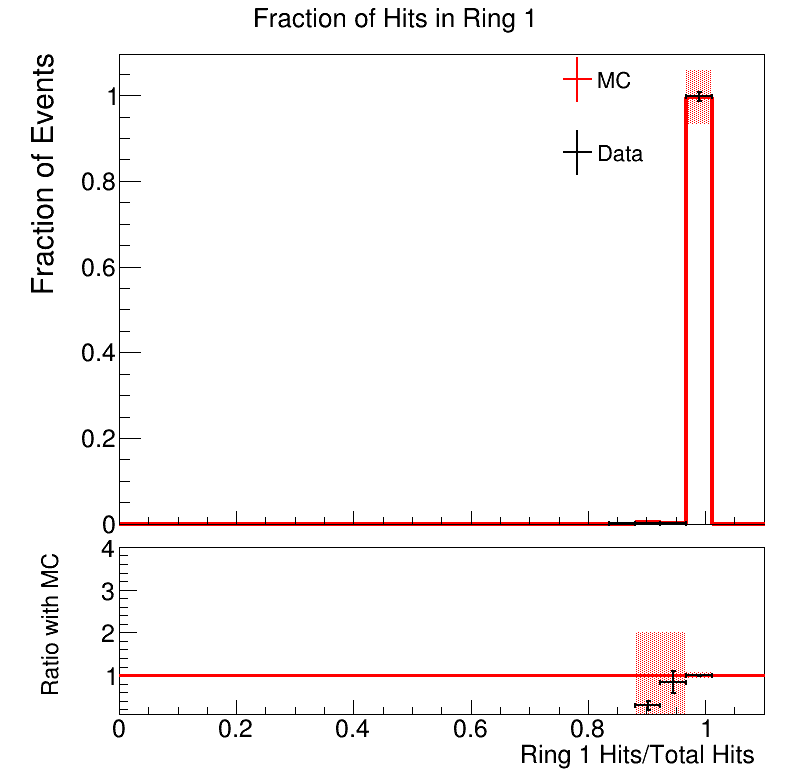 Fraction of Hits in Ring 1
Fraction of Events
1
0.8
0.6
0.4
0.2
0
MC
Data
Ratio with MC
4
3
2
1
0 0.2 0.4 0.6 0.8 1
Ring 1 Hits/Total Hits